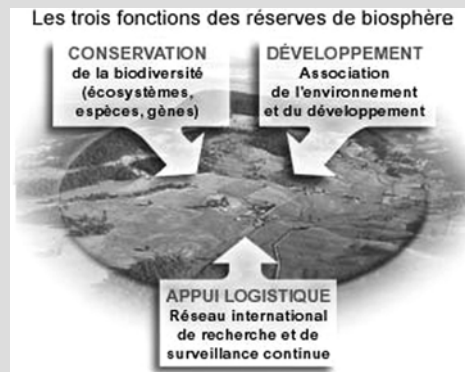 Les trois fonctions des réserves de biosphère
CONSERVATION
de la biodiversité
(écosystèmes,
espèces, gènes)
DÉVELOPPEMENT
Association
de l'environnement
et du développement
APPUI LOGISTIQUE
Réseau international
de recherche et de
surveillance continue